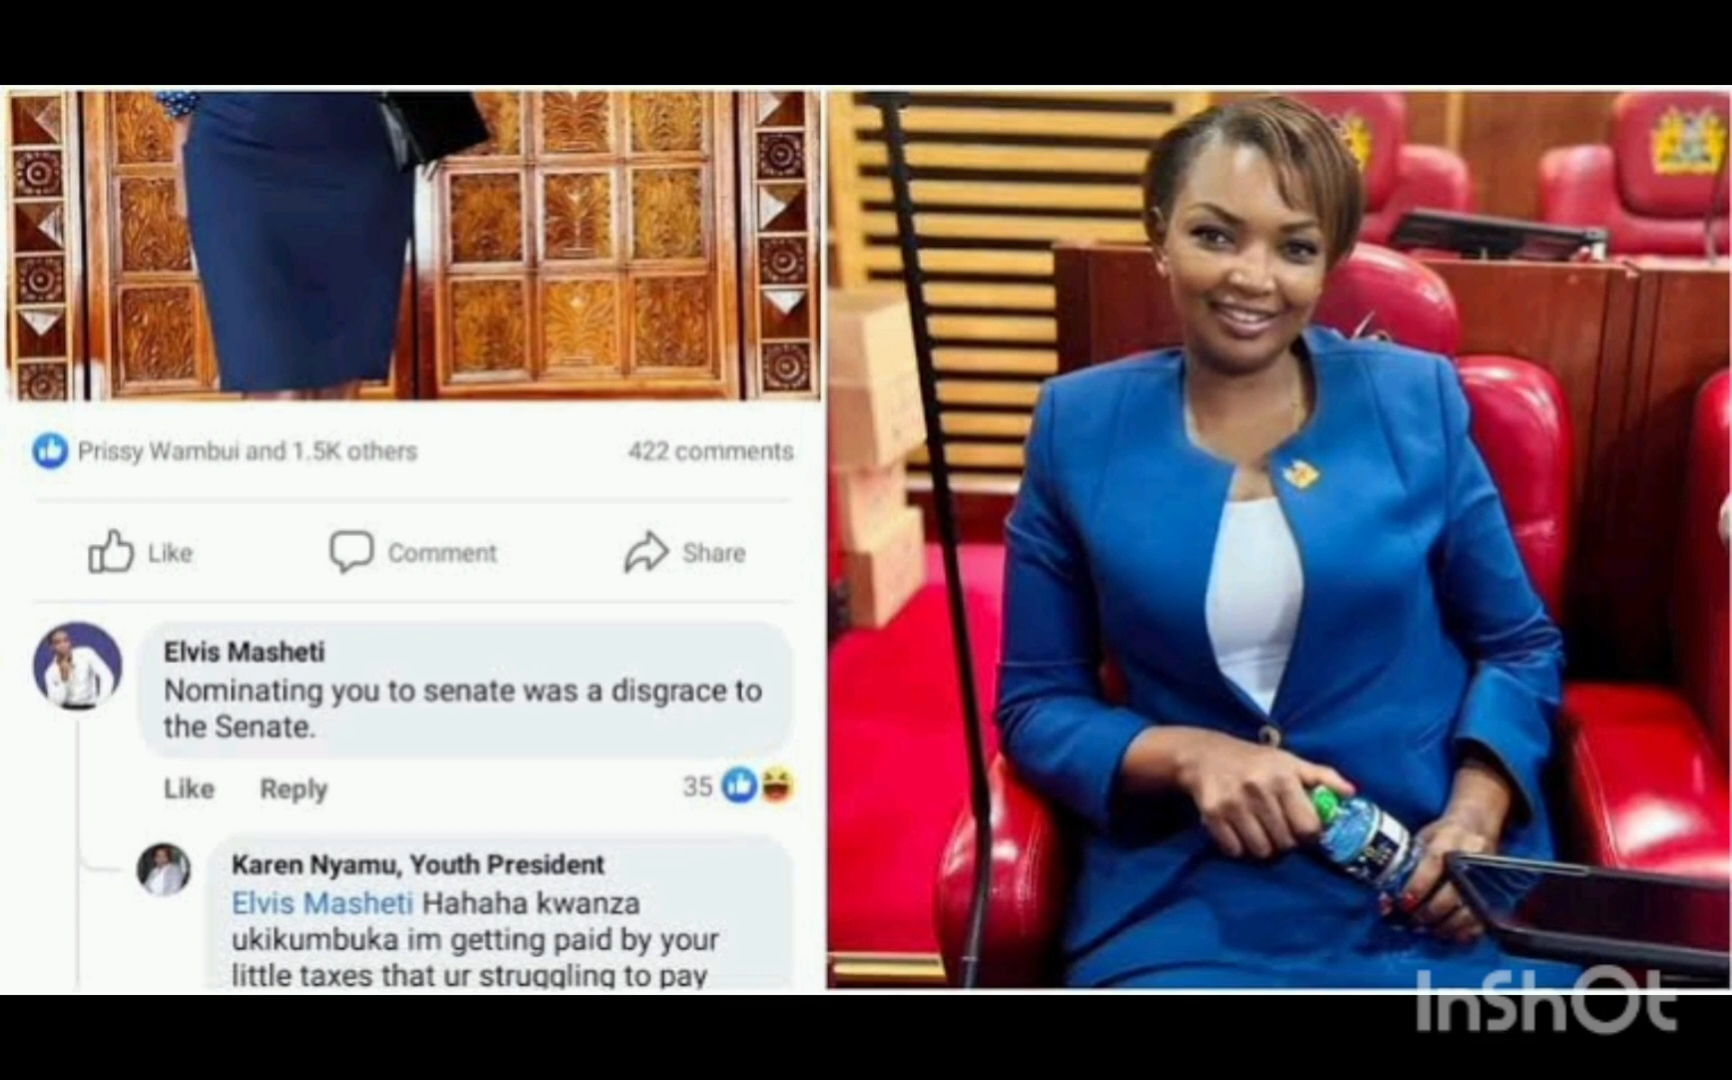 Prissy Wambui and 1.5K others
422 comments
Like
Comment
Share
Elvis Masheti
Nominating you to senate was a disgrace to
the Senate.
Like
Reply
35
Karen Nyamu, Youth President
Elvis Masheti Hahaha kwanza
ukikumbuka im getting paid by your
little taxes that ur struggling to pay
InShOt